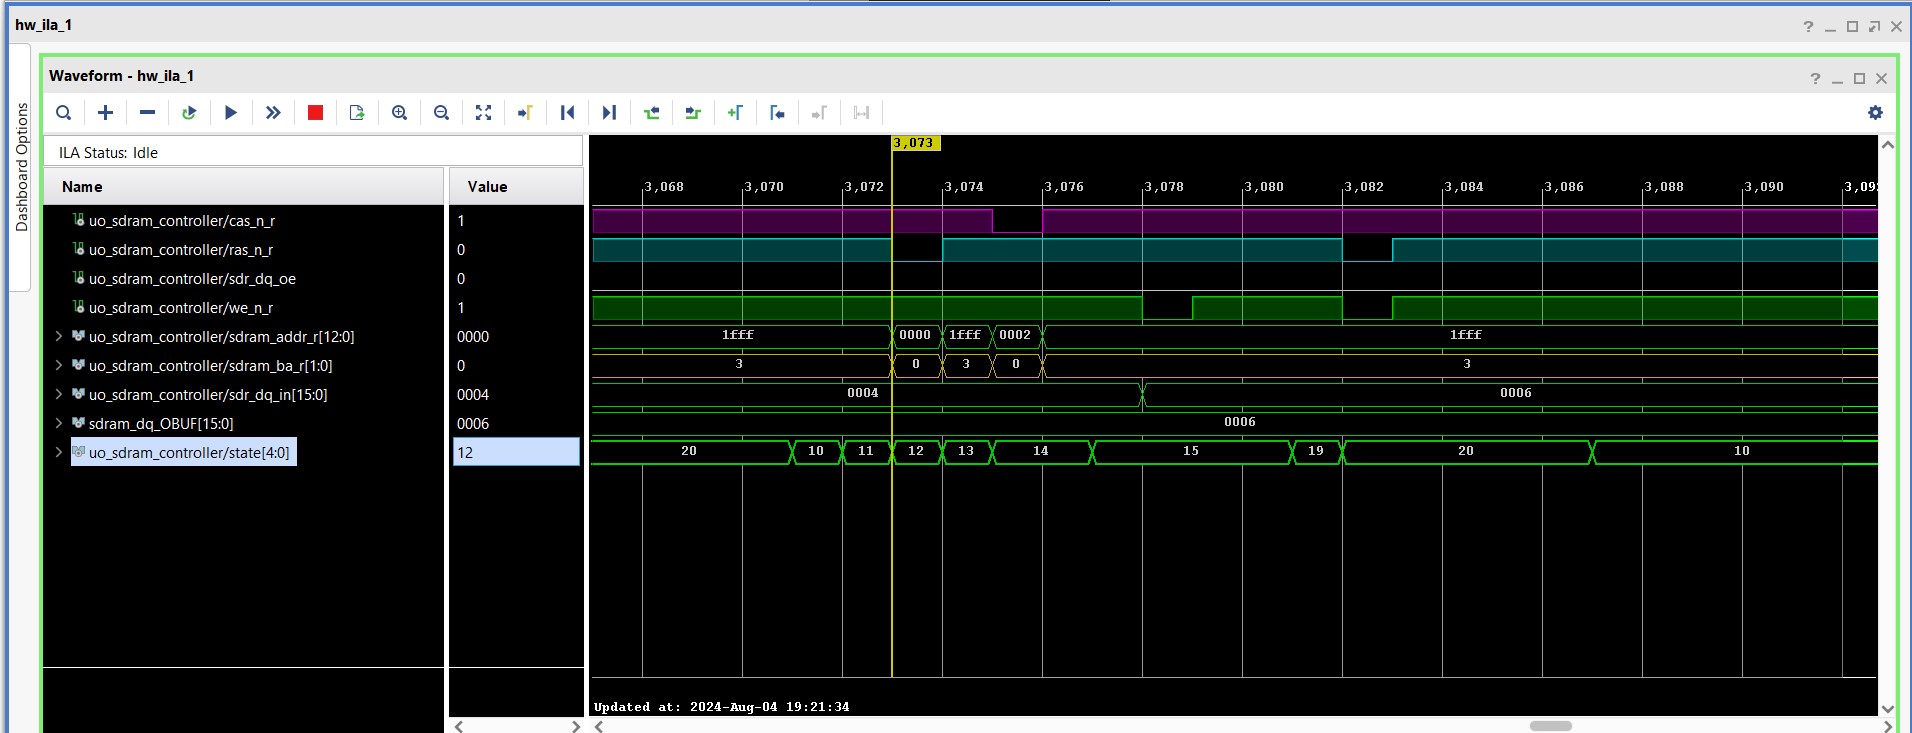 hw_ila_1
Dashboard Options
Waveform - hw_ila_1
ILA Status: Idle
3,073
Name Value
3,068 3,070 3,072 3,074 3,076 3,078 3,080 3,082 3,084 3,086 3,088 3,090 3,092
uo_sdram_controller/cas_n_r 1
uo_sdram_controller/ras_n_r 0
uo_sdram_controller/sdr_dq_oe 0
uo_sdram_controller/we_n_r 1
uo_sdram_controller/sdram_addr_r[12:0] 0000 1fff 0000 1fff 0002 1fff
uo_sdram_controller/sdram_ba_r[1:0] 0 3 0 3 0 3
uo_sdram_controller/sdr_dq_in[15:0] 0004 0004 0006
sdram_dq_OBUF[15:0] 0006 0006
uo_sdram_controller/state[4:0] 12 20 10 11 12 13 14 15 19 20 10
Updated at: 2024-Aug-04 19:21:34